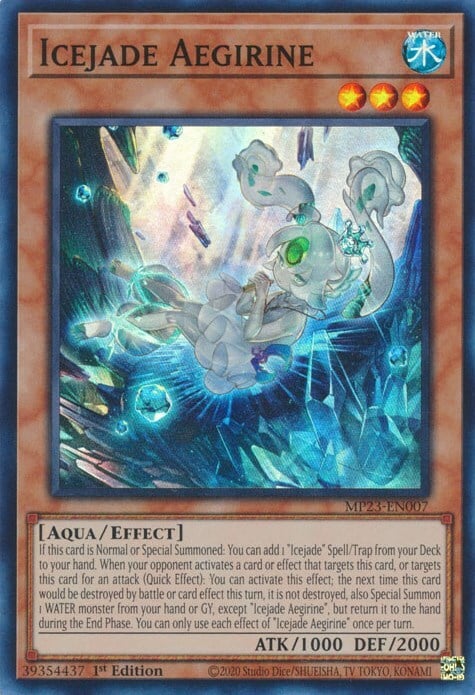 ICEJADE AEGIRINE
WATER
水
MP23-EN007
[AQUA/EFFECT]
If this card is Normal or Special Summoned: You can add 1 "Icejade" Spell/Trap from your Deck
to your hand. When your opponent activates a card or effect that targets this card, or targets
this card for an attack (Quick Effect): You can activate this effect; the next time this card
would be destroyed by battle or card effect this turn, it is not destroyed, also Special Summon
1 WATER monster from your hand or GY, except "Icejade Aegirine", but return it to the hand
during the End Phase. You can only use each effect of "Icejade Aegirine" once per turn.
ATK/1000 DEF/2000
39354437 1st Edition ©2020 Studio Dice/SHUEISHA, TV TOKYO, KONAMI